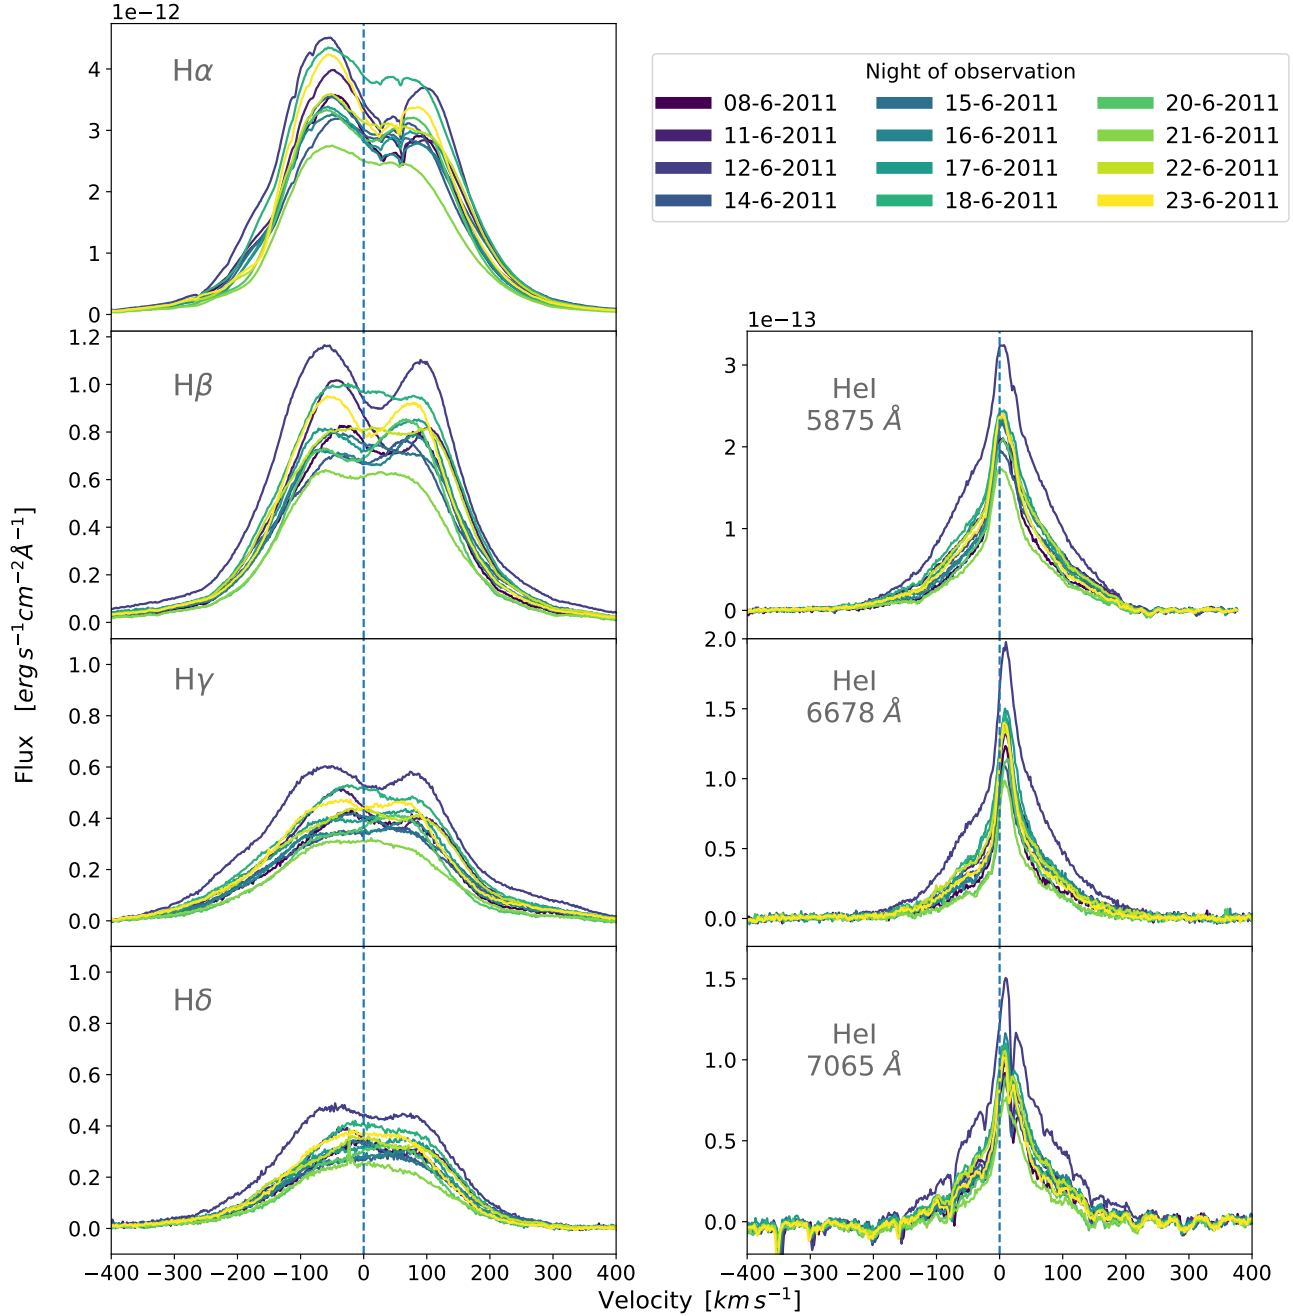 1e−12
Hα
4
3
2
1
0
Night of observation
08-6-2011 15-6-2011 20-6-2011
11-6-2011 16-6-2011 21-6-2011
12-6-2011 17-6-2011 22-6-2011
14-6-2011 18-6-2011 23-6-2011
Flux [erg s⁻¹cm⁻²Å⁻¹]
Hβ
1.2
1.0
0.8
0.6
0.4
0.2
0.0
Hγ
1.0
0.8
0.6
0.4
0.2
0.0
Hδ
1.0
0.8
0.6
0.4
0.2
0.0
−400 −300 −200 −100 0 100 200 300 400
1e−13
HeI
5875 Å
3
2
1
0
HeI
6678 Å
2.0
1.5
1.0
0.5
0.0
HeI
7065 Å
1.5
1.0
0.5
0.0
−400 −300 −200 −100 0 100 200 300 400
Velocity [km s⁻¹]